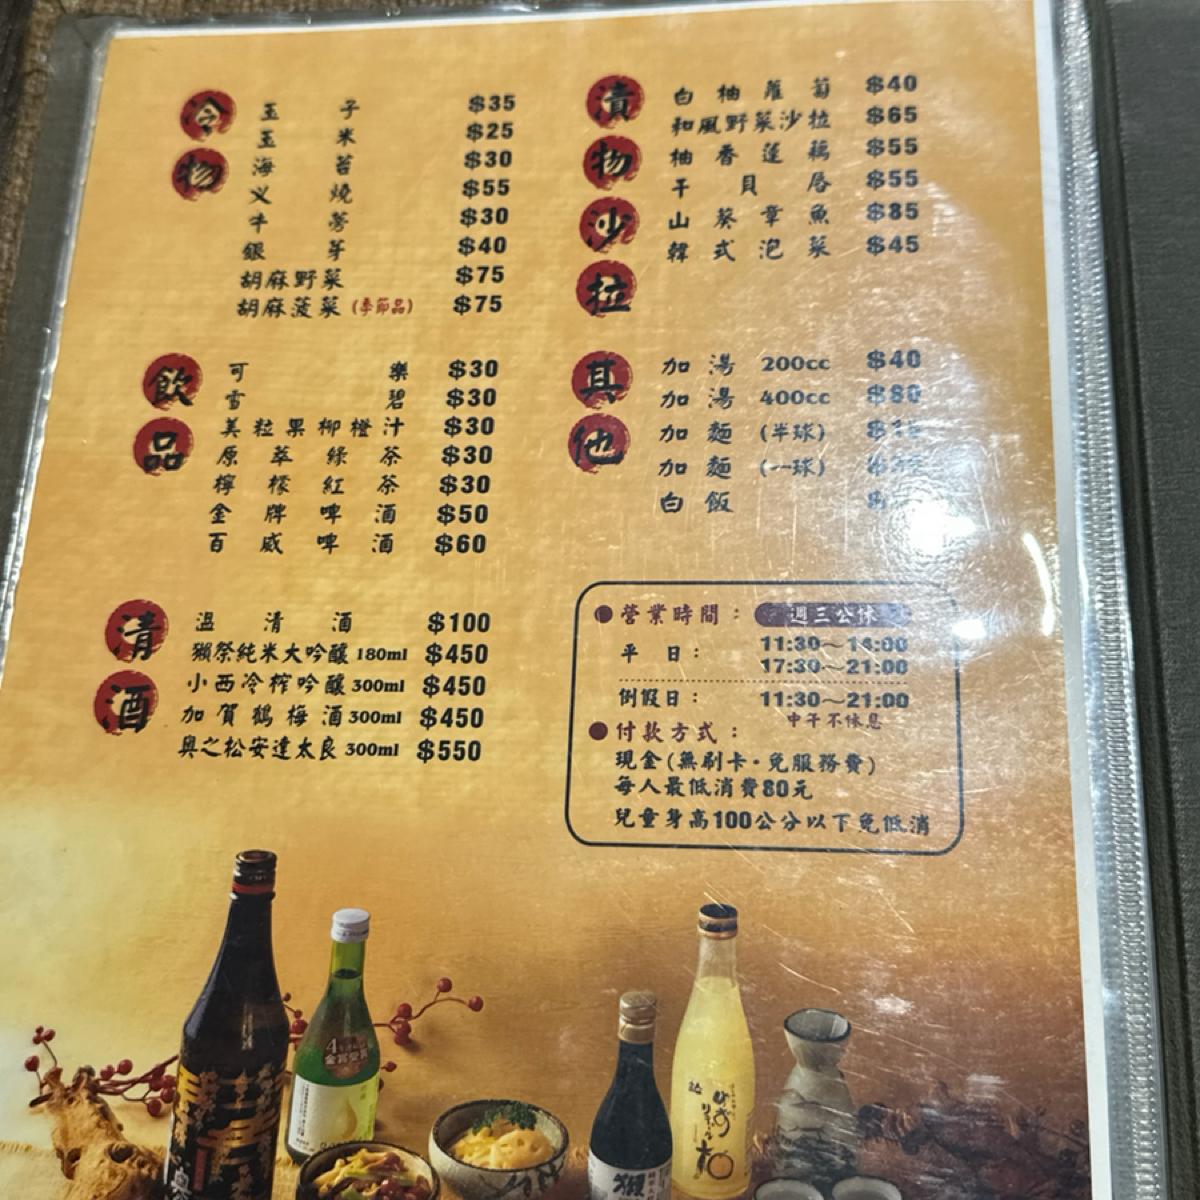 冷物
玉子 $35
玉米 $25
海苔 $30
叉燒 $55
牛蒡 $30
銀芽 $40
胡麻野菜 $75
胡麻菠菜 (季節品) $75
飲品
可樂 $30
雪碧 $30
美粒果柳橙汁 $30
原萃綠茶 $30
檸檬紅茶 $30
金牌啤酒 $50
百威啤酒 $60
清酒
溫清酒 $100
獺祭純米大吟釀 180ml $450
小西冷榨吟釀 300ml $450
加賀鶴梅酒 300ml $450
奧之松安達太良 300ml $550
漬物沙拉
白柚蘿蔔 $40
和風野菜沙拉 $65
柚香蓮藕 $55
干貝唇 $55
山葵章魚 $85
韓式泡菜 $45
其他
加湯 200cc $40
加湯 400cc $80
加麵 (半球)
加麵 (一球)
白飯
●營業時間： 週三公休
平日： 11:30～14:00
17:30～21:00
例假日： 11:30～21:00
中午不休息
●付款方式：
現金(無刷卡·免服務費)
每人最低消費80元
兒童身高100公分以下免低消
金賞受賞
獺